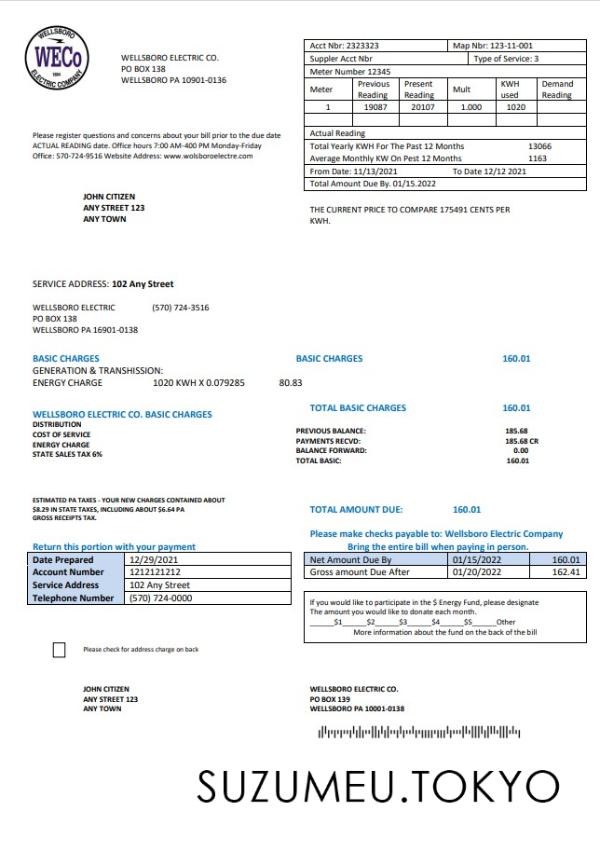 WELLSBORO
WECo
1894
ELECTRIC COMPANY
WELLSBORO ELECTRIC CO.
PO BOX 138
WELLSBORO PA 10901-0136
Acct Nbr: 2323323 Map Nbr: 123-11-001
Suppler Acct Nbr Type of Service: 3
Meter Number 12345
Meter Previous Reading Present Reading Mult KWH used Demand Reading
1 19087 20107 1.000 1020
Actual Reading
Total Yearly KWH For The Past 12 Months 13066
Average Monthly KW On Pest 12 Months 1163
From Date: 11/13/2021 To Date 12/12 2021
Total Amount Due By. 01/15.2022
Please register questions and concerns about your bill prior to the due date
ACTUAL READING date. Office hours 7:00 AM-400 PM Monday-Friday
Office: 570-724-9516 Website Address: www.wolsboroelectre.com
JOHN CITIZEN
ANY STREET 123
ANY TOWN
THE CURRENT PRICE TO COMPARE 175491 CENTS PER
KWH.
SERVICE ADDRESS: 102 Any Street
WELLSBORO ELECTRIC (570) 724-3516
PO BOX 138
WELLSBORO PA 16901-0138
BASIC CHARGES
GENERATION & TRASHMISSION:
ENERGY CHARGE 1020 KWH X 0.079285 80.83
BASIC CHARGES 160.01
WELLSBORO ELECTRIC CO. BASIC CHARGES
DISTRIBUTION
COST OF SERVICE
ENERGY CHARGE
STATE SALES TAX 6%
TOTAL BASIC CHARGES 160.01
PREVIOUS BALANCE: 185.68
PAYMENTS RECVD: 185.68 CR
BALANCE FORWARD: 0.00
TOTAL BASIC: 160.01
ESTIMATED PA TAXES - YOUR NEW CHARGES CONTAINED ABOUT
$8.29 IN STATE TAXES, INCLUDING ABOUT $6.64 PA
GROSS RECEIPTS TAX.
TOTAL AMOUNT DUE: 160.01
Please make checks payable to: Wellsboro Electric Company
Bring the entire bill when paying in person.
Return this portion with your payment
Date Prepared 12/29/2021
Account Number 1212121212
Service Address 102 Any Street
Telephone Number (570) 724-0000
Net Amount Due By 01/15/2022 160.01
Gross amount Due After 01/20/2022 162.41
If you would like to participate in the $ Energy Fund, please designate
The amount you would like to donate each month.
______$1______$2______$3______$4______$5______Other
More information about the fund on the back of the bill
Please check for address charge on back
JOHN CITIZEN
ANY STREET 123
ANY TOWN
WELLSBORO ELECTRIC CO.
PO BOX 139
WELLSBORO PA 10001-0138
SUZUMEU.TOKYO